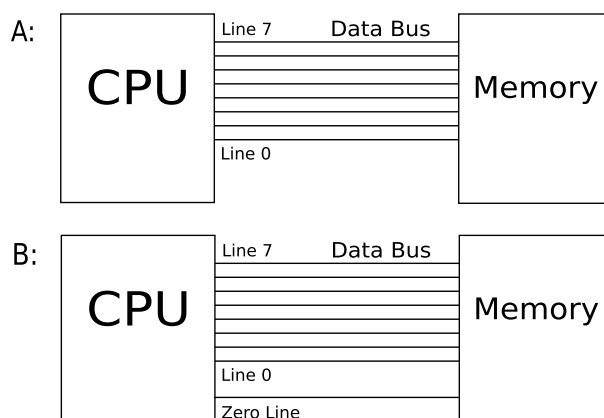 A:
Line 7 Data Bus
CPU Memory
Line 0
B:
Line 7 Data Bus
CPU Memory
Line 0
Zero Line